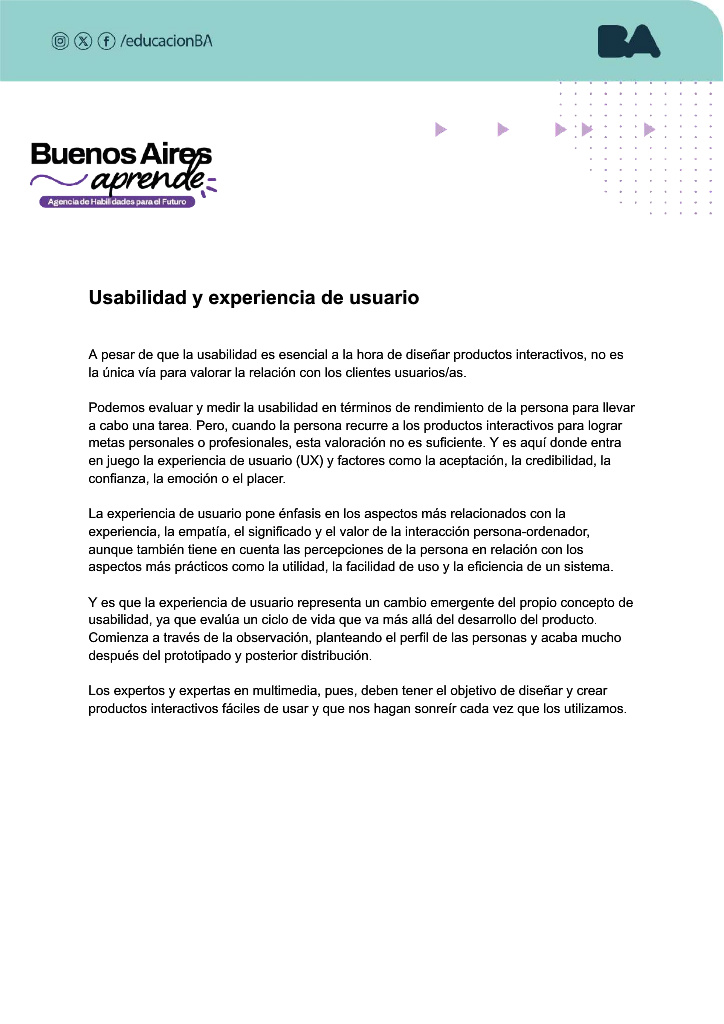 /educacionBA
BA
Buenos Aires
aprende
Agencia de Habilidades para el Futuro
Usabilidad y experiencia de usuario
A pesar de que la usabilidad es esencial a la hora de diseñar productos interactivos, no es
la única vía para valorar la relación con los clientes usuarios/as.
Podemos evaluar y medir la usabilidad en términos de rendimiento de la persona para llevar
a cabo una tarea. Pero, cuando la persona recurre a los productos interactivos para lograr
metas personales o profesionales, esta valoración no es suficiente. Y es aquí donde entra
en juego la experiencia de usuario (UX) y factores como la aceptación, la credibilidad, la
confianza, la emoción o el placer.
La experiencia de usuario pone énfasis en los aspectos más relacionados con la
experiencia, la empatía, el significado y el valor de la interacción persona-ordenador,
aunque también tiene en cuenta las percepciones de la persona en relación con los
aspectos más prácticos como la utilidad, la facilidad de uso y la eficiencia de un sistema.
Y es que la experiencia de usuario representa un cambio emergente del propio concepto de
usabilidad, ya que evalúa un ciclo de vida que va más allá del desarrollo del producto.
Comienza a través de la observación, planteando el perfil de las personas y acaba mucho
después del prototipado y posterior distribución.
Los expertos y expertas en multimedia, pues, deben tener el objetivo de diseñar y crear
productos interactivos fáciles de usar y que nos hagan sonreír cada vez que los utilizamos.